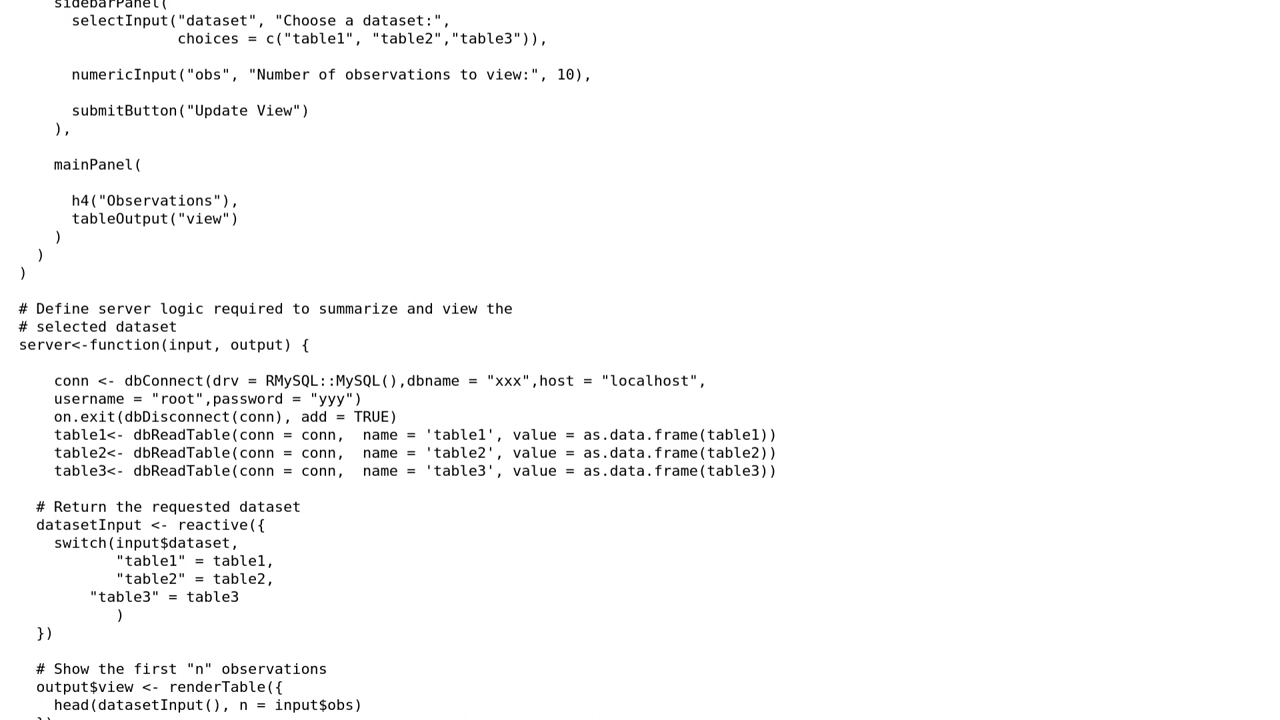 sidebarPanel(
selectInput("dataset", "Choose a dataset:",
choices = c("table1", "table2","table3")),
numericInput("obs", "Number of observations to view:", 10),
submitButton("Update View")
),
mainPanel(
h4("Observations"),
tableOutput("view")
)
)
)
# Define server logic required to summarize and view the
# selected dataset
server<-function(input, output) {
conn <- dbConnect(drv = RMySQL::MySQL(),dbname = "xxx",host = "localhost",
username = "root",password = "yyy")
on.exit(dbDisconnect(conn), add = TRUE)
table1<- dbReadTable(conn = conn,  name = 'table1', value = as.data.frame(table1))
table2<- dbReadTable(conn = conn,  name = 'table2', value = as.data.frame(table2))
table3<- dbReadTable(conn = conn,  name = 'table3', value = as.data.frame(table3))
# Return the requested dataset
datasetInput <- reactive({
switch(input$dataset,
"table1" = table1,
"table2" = table2,
"table3" = table3
)
})
# Show the first "n" observations
output$view <- renderTable({
head(datasetInput(), n = input$obs)
})